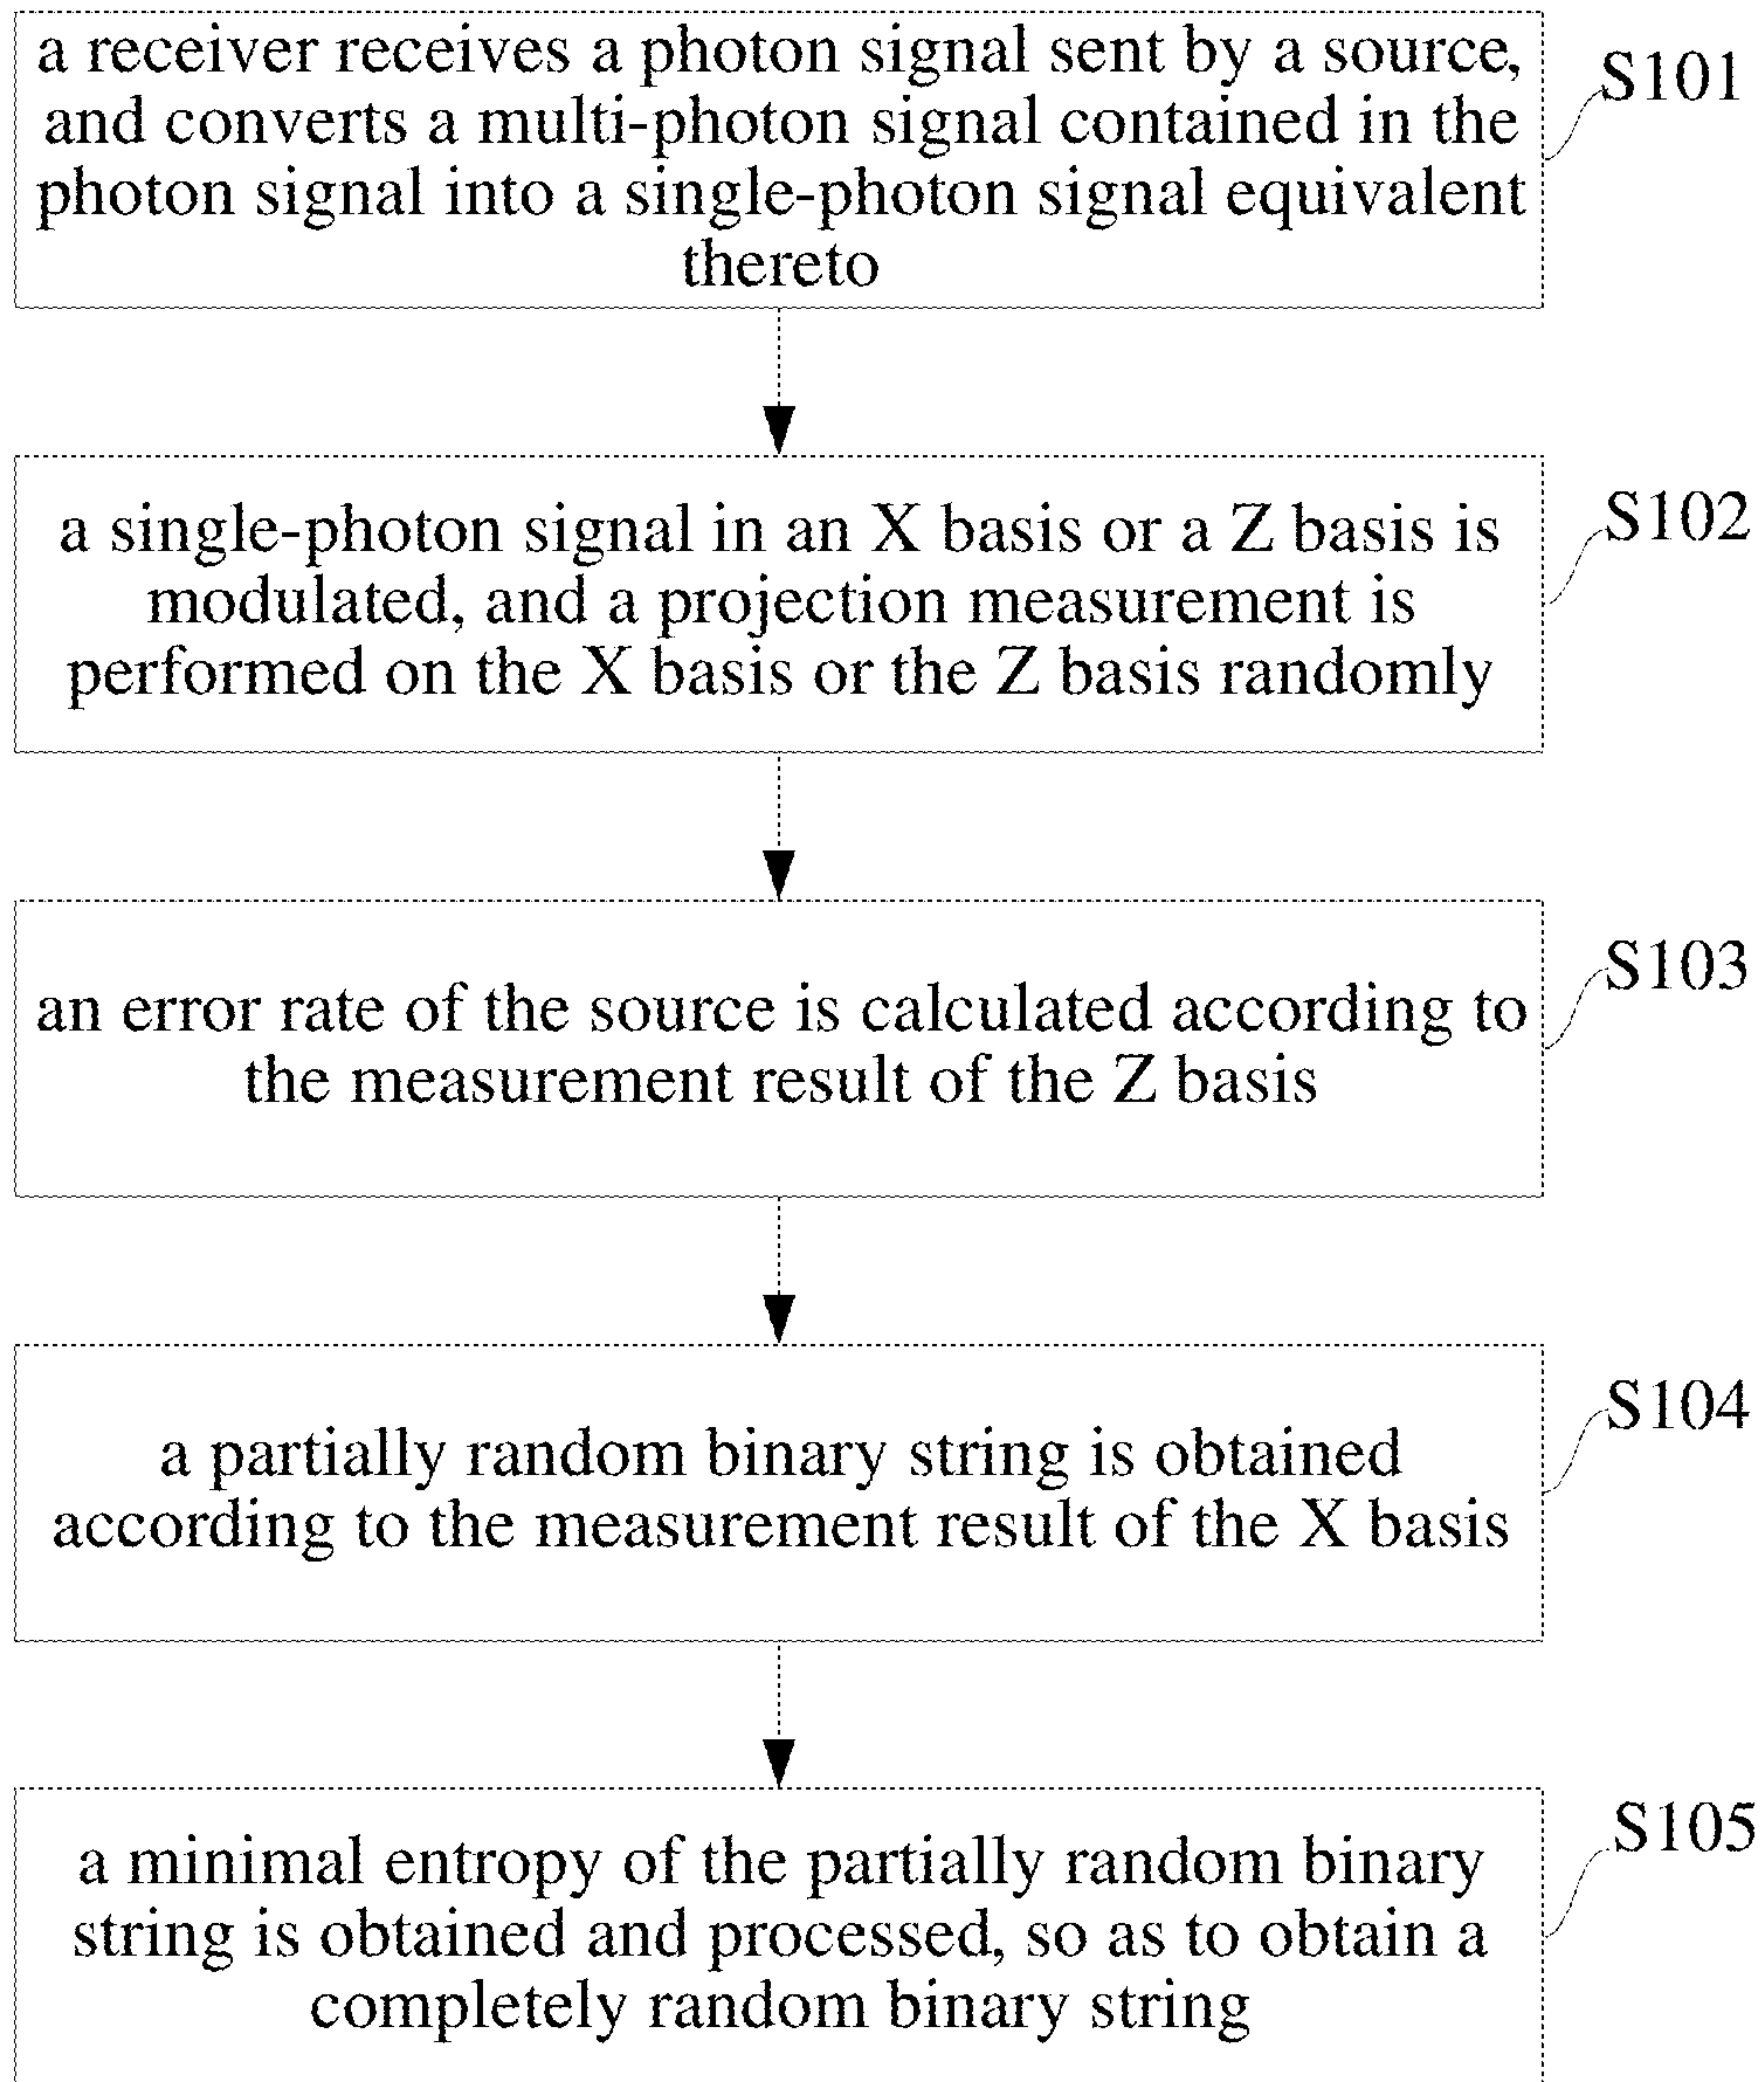 a receiver receives a photon signal sent by a source,
and converts a multi-photon signal contained in the
photon signal into a single-photon signal equivalent
thereto
S101
a single-photon signal in an X basis or a Z basis is
modulated, and a projection measurement is
performed on the X basis or the Z basis randomly
S102
an error rate of the source is calculated according to
the measurement result of the Z basis
S103
a partially random binary string is obtained
according to the measurement result of the X basis
S104
a minimal entropy of the partially random binary
string is obtained and processed, so as to obtain a
completely random binary string
S105